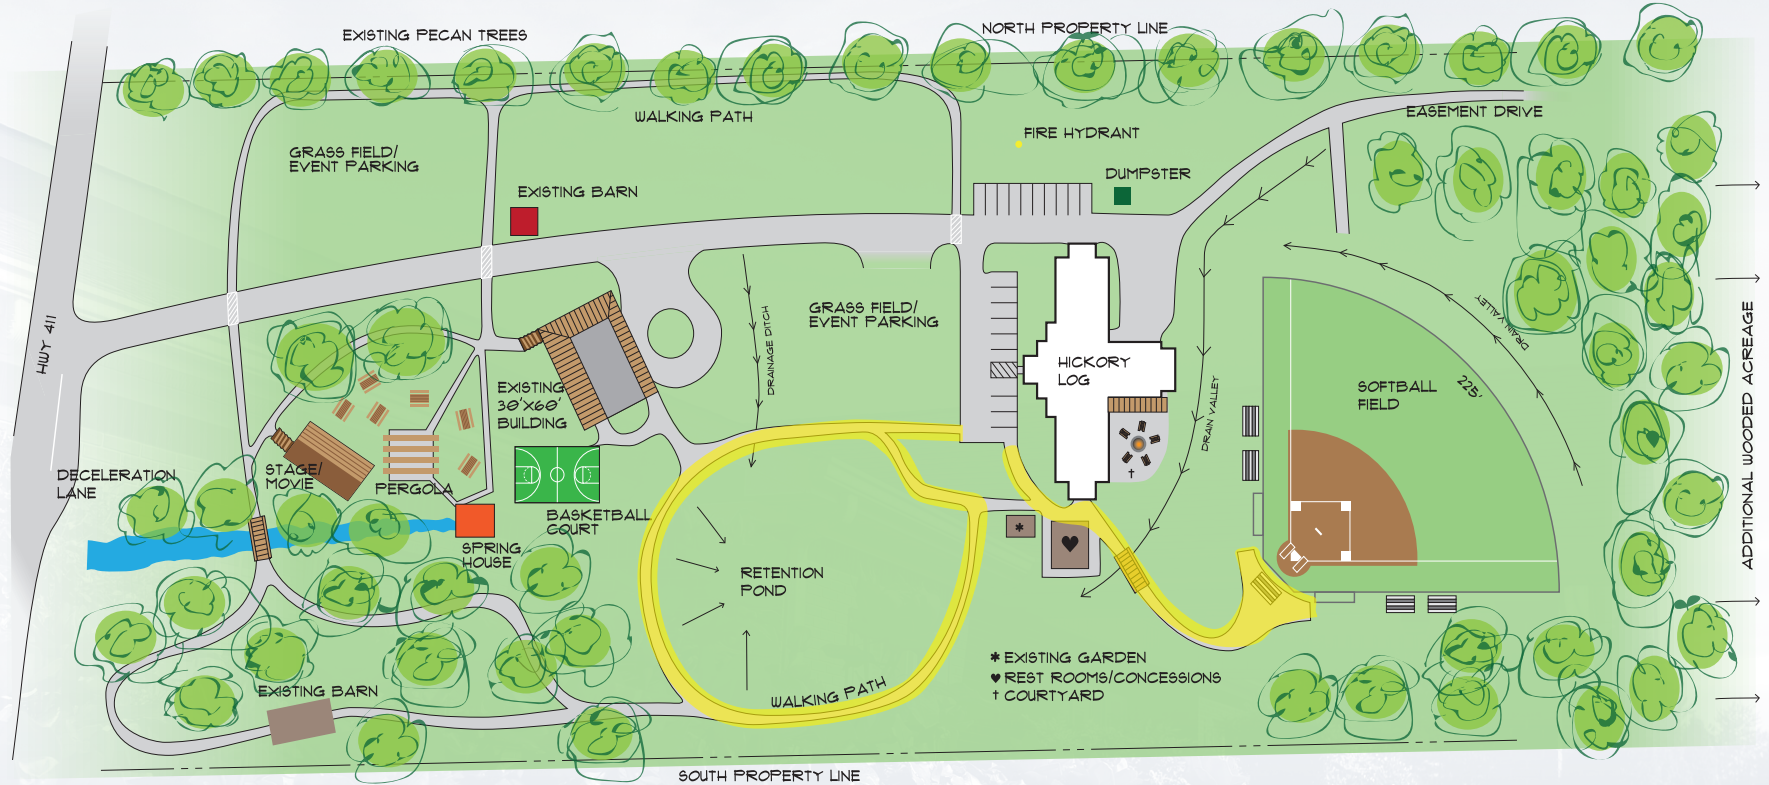 EXISTING PECAN TREES
NORTH PROPERTY LINE
WALKING PATH
EASEMENT DRIVE
FIRE HYDRANT
GRASS FIELD/
EVENT PARKING
DUMPSTER
EXISTING BARN
HWY 411
DRAINAGE DITCH
GRASS FIELD/
EVENT PARKING
DRAIN VALLEY
HICKORY
LOG
DRAIN VALLEY
SOFTBALL
FIELD
225'
ADDITIONAL WOODED ACREAGE
EXISTING
30'X60'
BUILDING
DECELERATION
LANE
STAGE/
MOVIE
PERGOLA
BASKETBALL
COURT
SPRING
HOUSE
RETENTION
POND
* 
♥
†
WALKING PATH
EXISTING BARN
* EXISTING GARDEN
♥ REST ROOMS/CONCESSIONS
† COURTYARD
SOUTH PROPERTY LINE